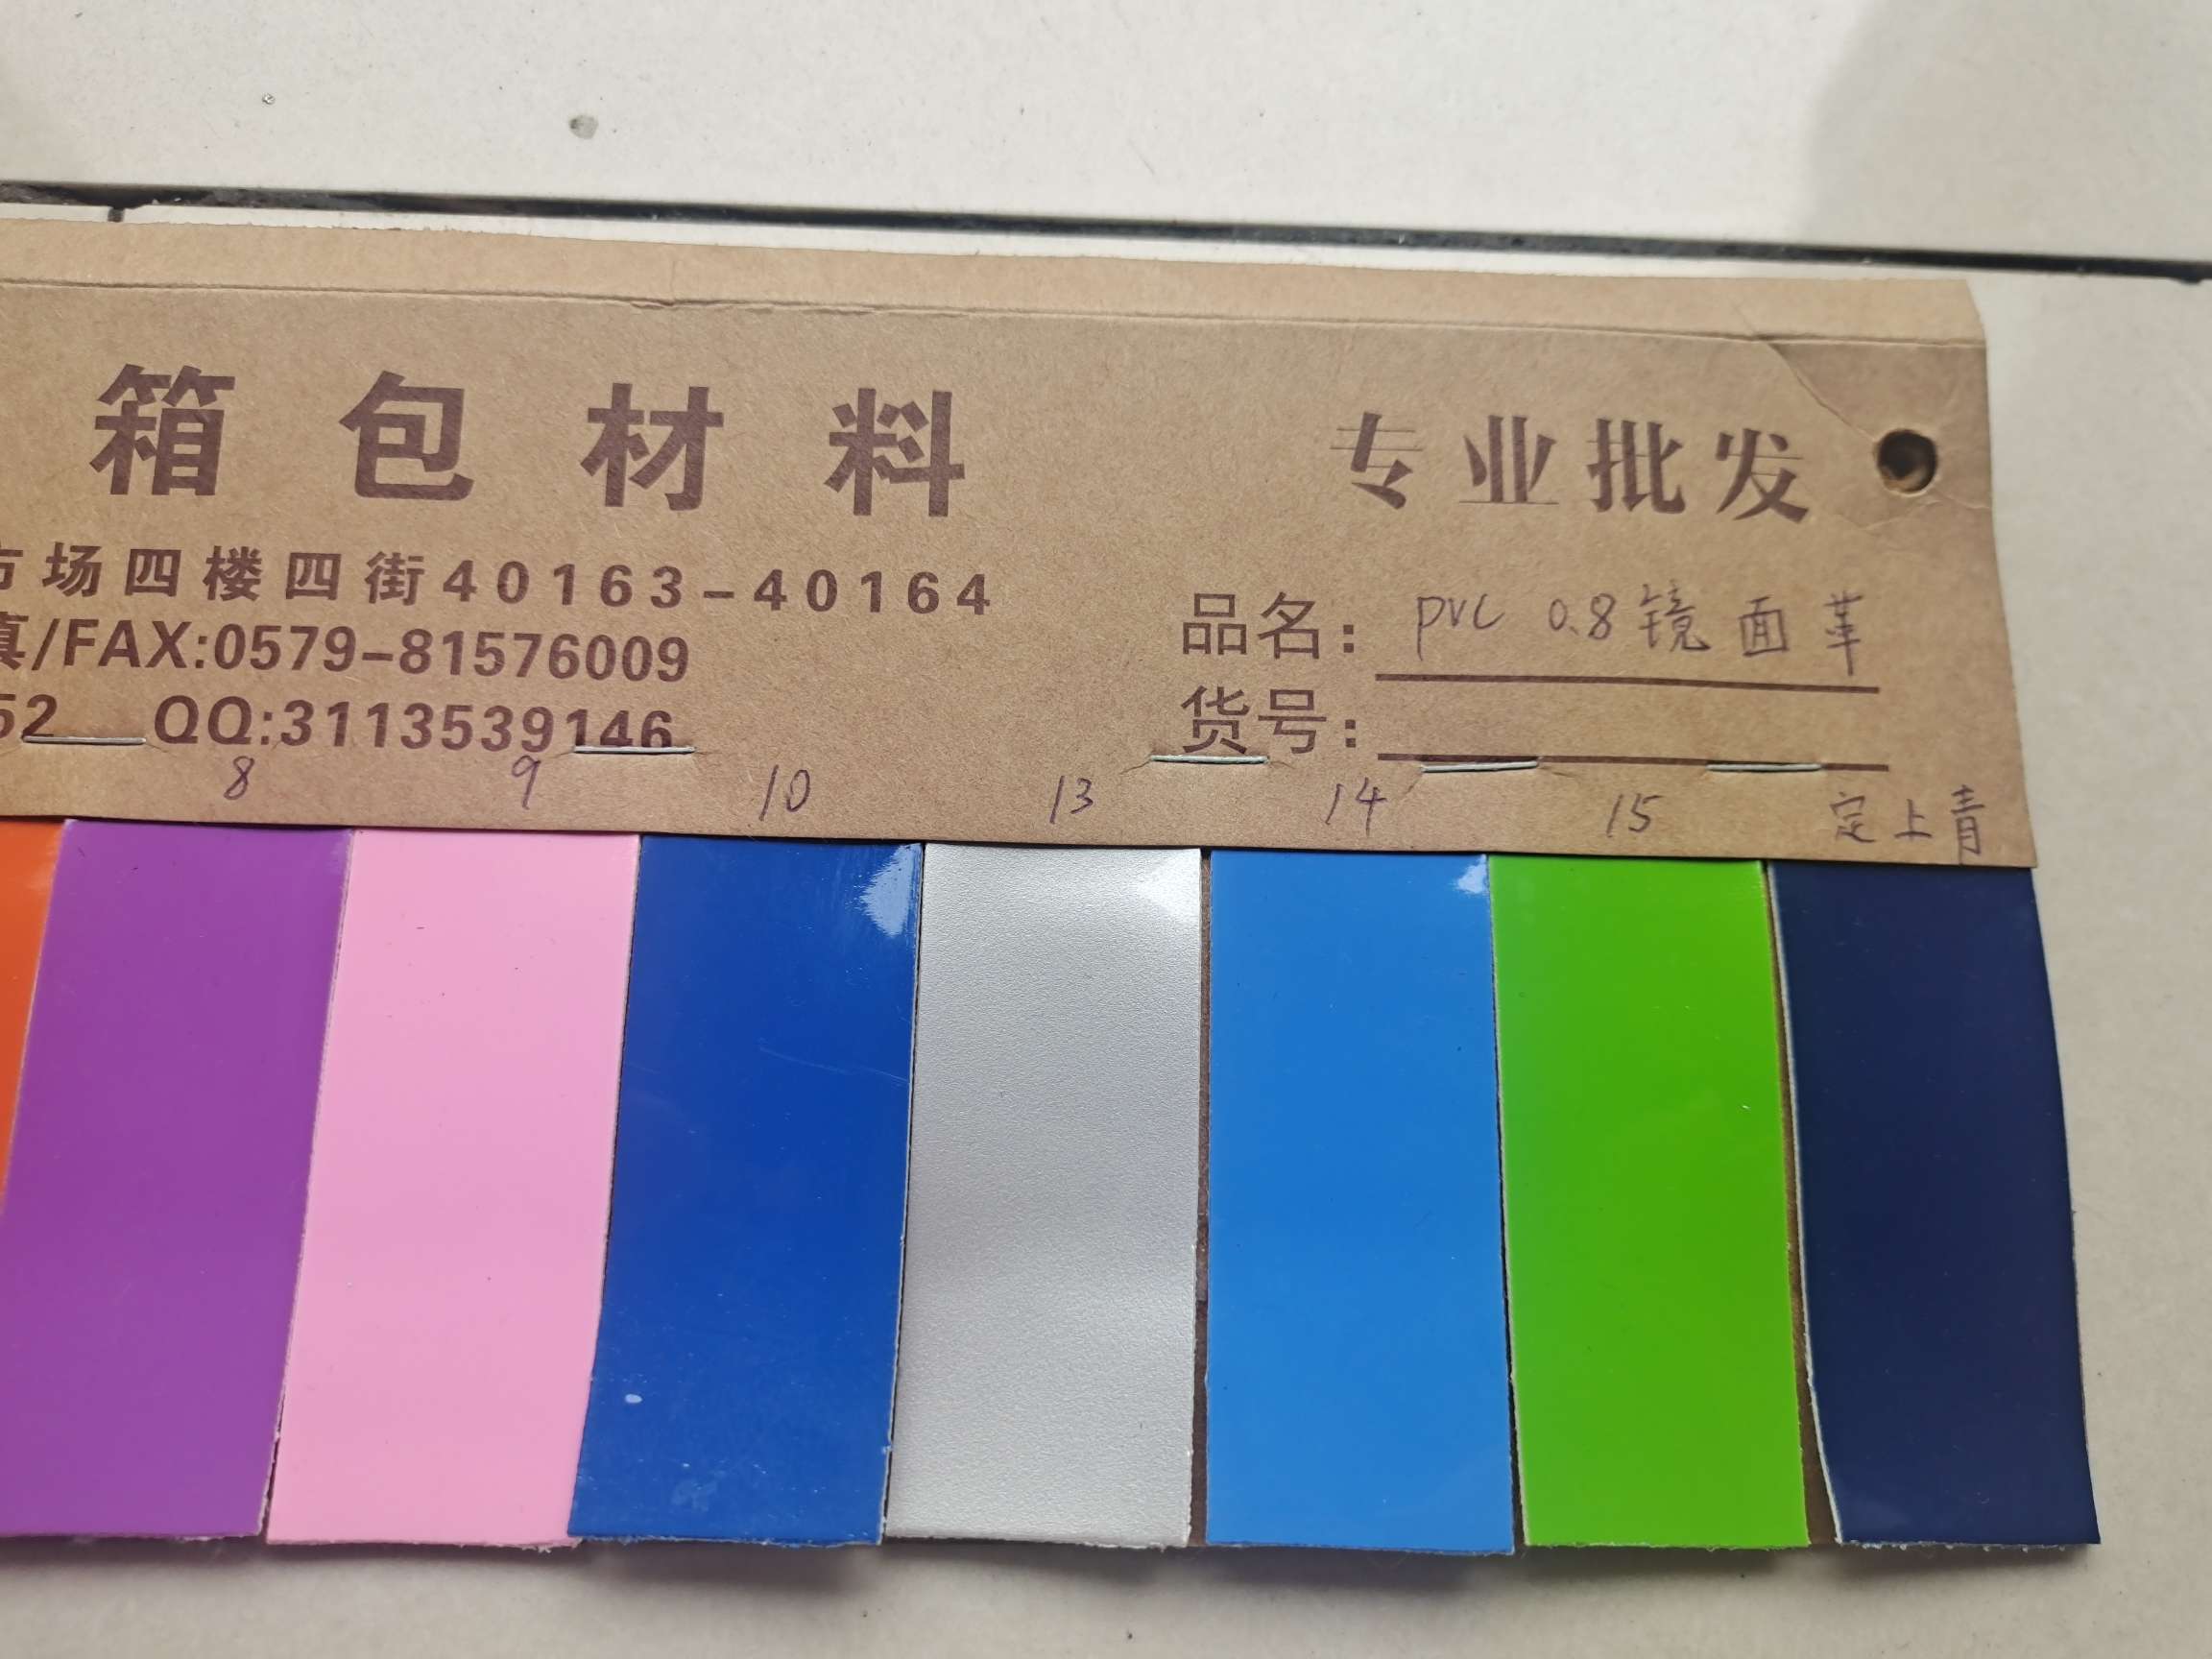 箱包材料
专业批发
市场四楼四街40163-40164
真/FAX:0579-81576009
52 QQ:3113539146
品名: pvc 0.8 镜面革
货号:
8 9 10 13 14 15 定上青